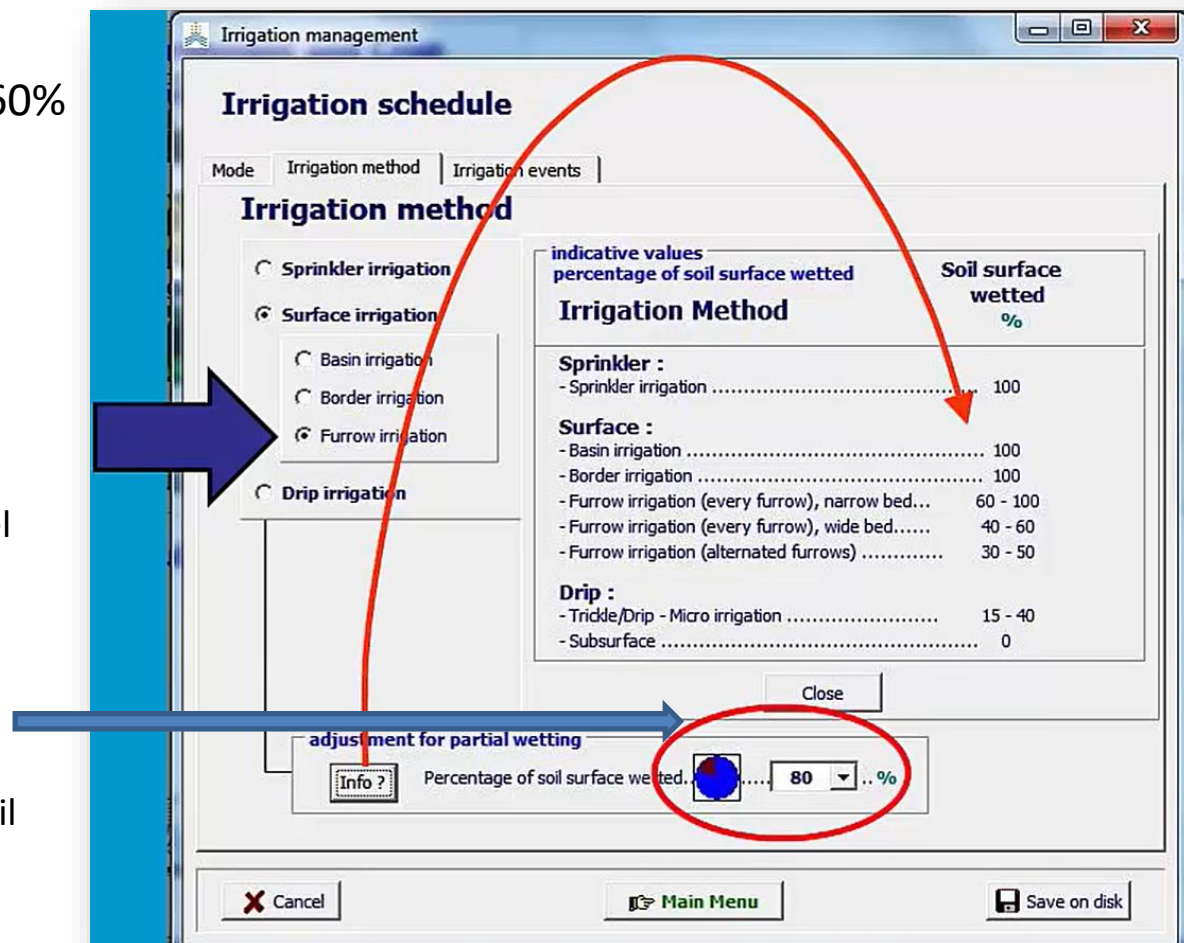 Irrigation management
60%
Irrigation schedule
Mode Irrigation method Irrigation events
Irrigation method
Sprinkler irrigation
Surface irrigation
Basin irrigation
Border irrigation
Furrow irrigation
Drip irrigation
indicative values
percentage of soil surface wetted
Irrigation Method
Soil surface
wetted
%
Sprinkler :
- Sprinkler irrigation .......................................... 100
Surface :
- Basin irrigation ............................................... 100
- Border irrigation ............................................. 100
- Furrow irrigation (every furrow), narrow bed... 60 - 100
- Furrow irrigation (every furrow), wide bed...... 40 - 60
- Furrow irrigation (alternated furrows) ............. 30 - 50
Drip :
- Trickle/Drip - Micro irrigation ........................ 15 - 40
- Subsurface .................................................. 0
Close
adjustment for partial wetting
Info ? Percentage of soil surface wetted.. ..... 80 .. %
Cancel Main Menu Save on disk